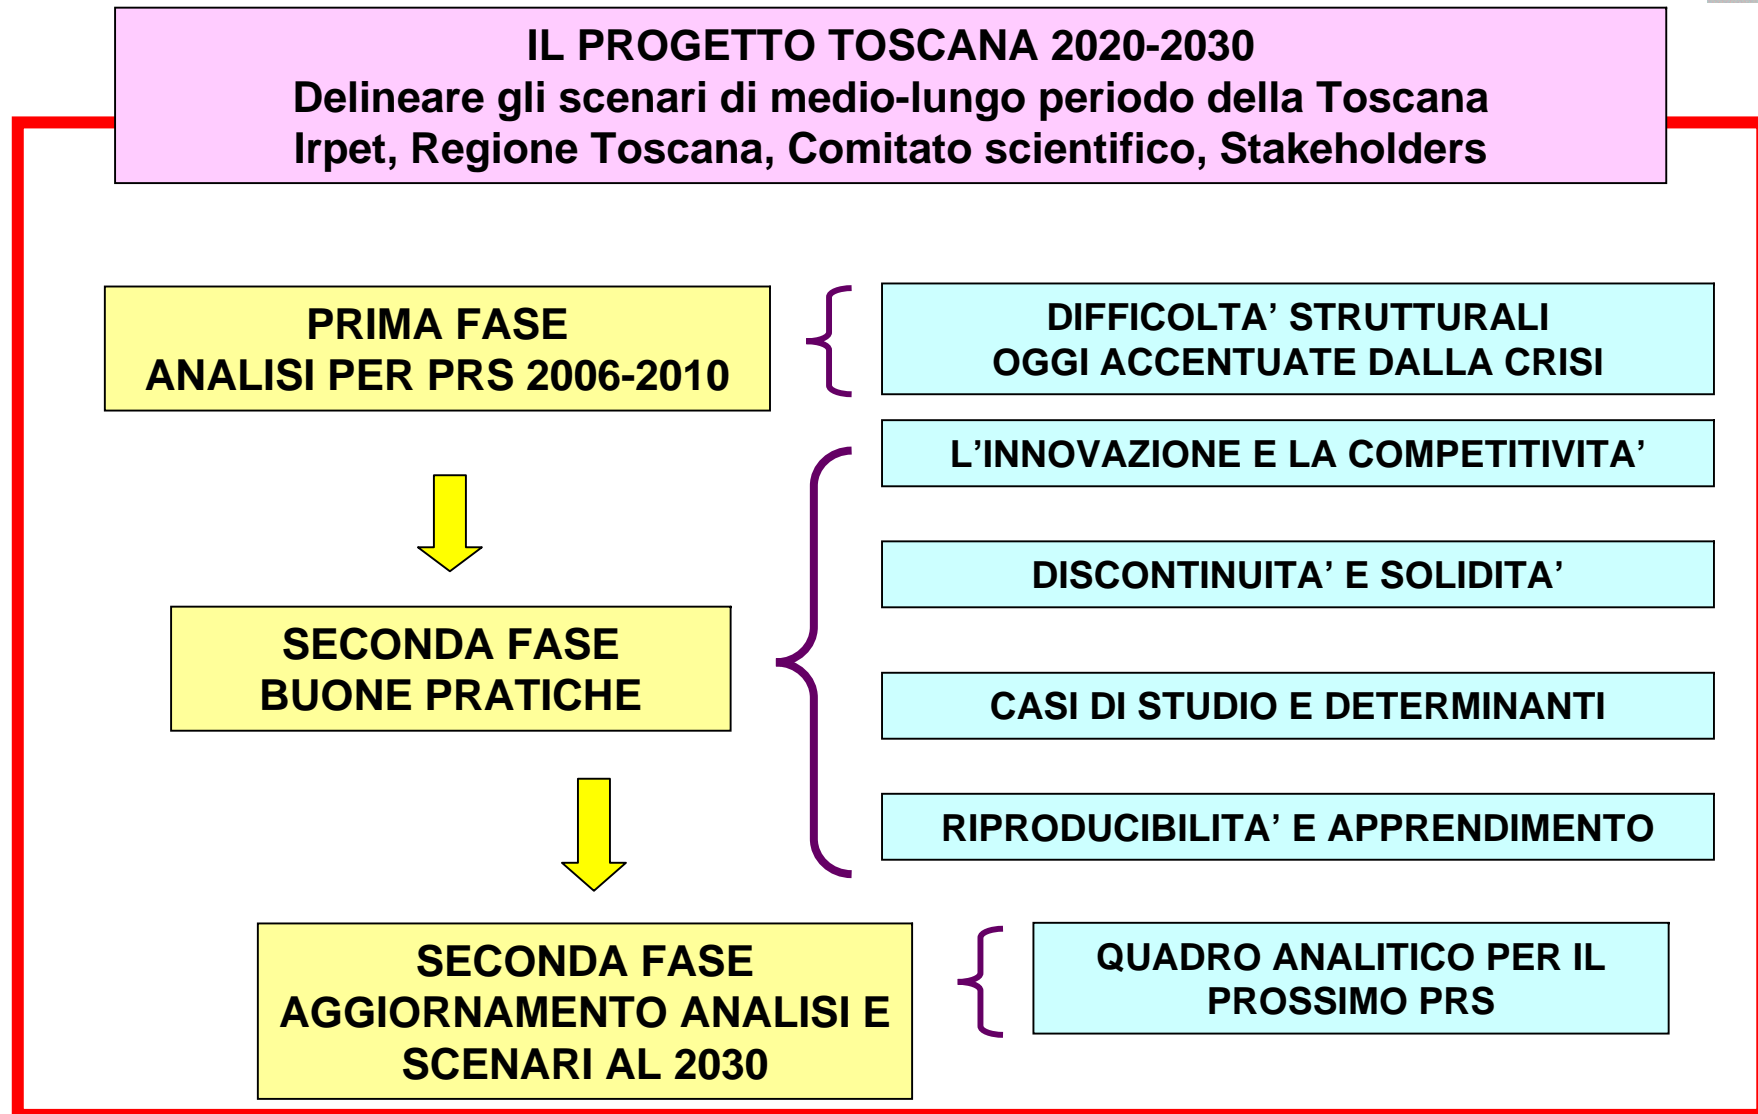 IL PROGETTO TOSCANA 2020-2030
Delineare gli scenari di medio-lungo periodo della Toscana
Irpet, Regione Toscana, Comitato scientifico, Stakeholders
PRIMA FASE
ANALISI PER PRS 2006-2010
DIFFICOLTA’ STRUTTURALI
OGGI ACCENTUATE DALLA CRISI
L’INNOVAZIONE E LA COMPETITIVITA’
DISCONTINUITA’ E SOLIDITA’
SECONDA FASE
BUONE PRATICHE
CASI DI STUDIO E DETERMINANTI
RIPRODUCIBILITA’ E APPRENDIMENTO
SECONDA FASE
AGGIORNAMENTO ANALISI E
SCENARI AL 2030
QUADRO ANALITICO PER IL
PROSSIMO PRS